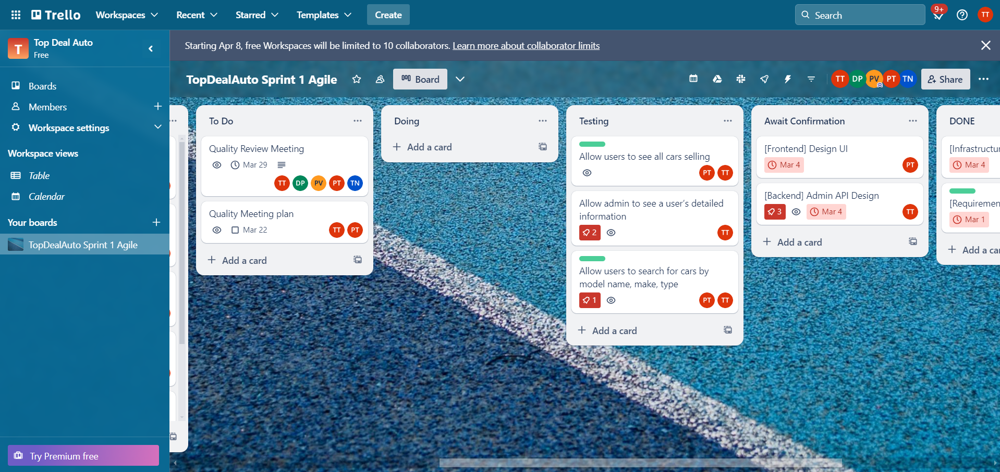 Trello
Workspaces
Recent
Starred
Templates
Create
Search
9+
TT
T
Top Deal Auto
Free
Starting Apr 8, free Workspaces will be limited to 10 collaborators. Learn more about collaborator limits
Boards
Members
Workspace settings
Workspace views
Table
Calendar
Your boards
TopDealAuto Sprint 1 Agile
Try Premium free
TopDealAuto Sprint 1 Agile
Board
TT
DP
PV
PT
TN
Share
To Do
Quality Review Meeting
Mar 29
TT
DP
PV
PT
TN
Quality Meeting plan
Mar 22
TT
PT
Add a card
Doing
Add a card
Testing
Allow users to see all cars selling
PT
TT
Allow admin to see a user’s detailed
information
2
TT
Allow users to search for cars by
model name, make, type
1
PT
TT
Add a card
Await Confirmation
[Frontend] Design UI
Mar 4
PT
[Backend] Admin API Design
3
Mar 4
TT
Add a card
DONE
[Infrastructur
Mar 4
[Requiremen
Mar 1
Add a car